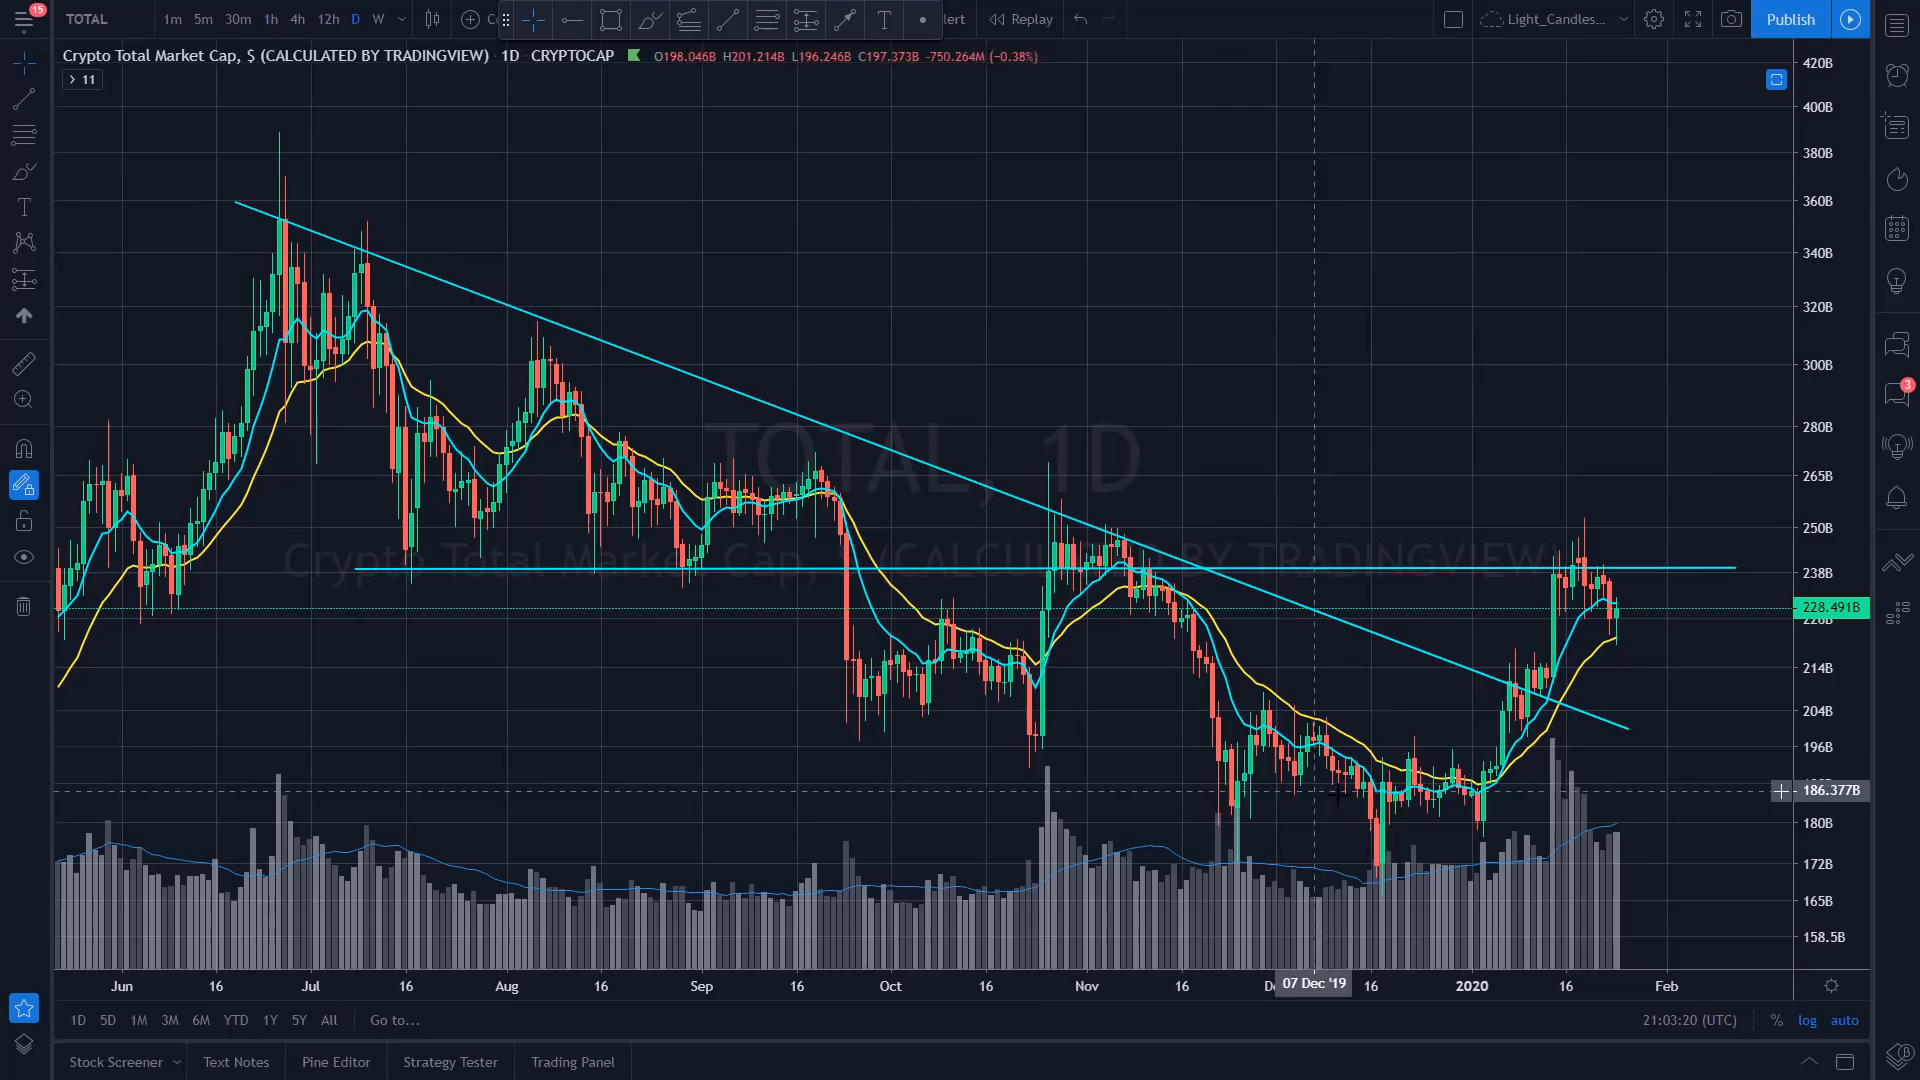 15
TOTAL 1m 5m 30m 1h 4h 12h D W Replay Light_Candles... Publish
Crypto Total Market Cap, $ (CALCULATED BY TRADINGVIEW) 1D CRYPTOCAP O198.046B H201.214B L196.246B C197.373B -750.264M (−0.38%)
11
TOTAL, 1D
Crypto Total Market Cap, $ (CALCULATED BY TRADINGVIEW)
420B
400B
380B
360B
340B
320B
300B
280B
265B
250B
238B
228.491B
226B
214B
204B
196B
186.377B
180B
172B
165B
158.5B
3
Jun 16 Jul 16 Aug 16 Sep 16 Oct 16 Nov 16 07 Dec '19 16 2020 16 Feb
1D 5D 1M 3M 6M YTD 1Y 5Y All Go to... 21:03:20 (UTC) % log auto
Stock Screener Text Notes Pine Editor Strategy Tester Trading Panel